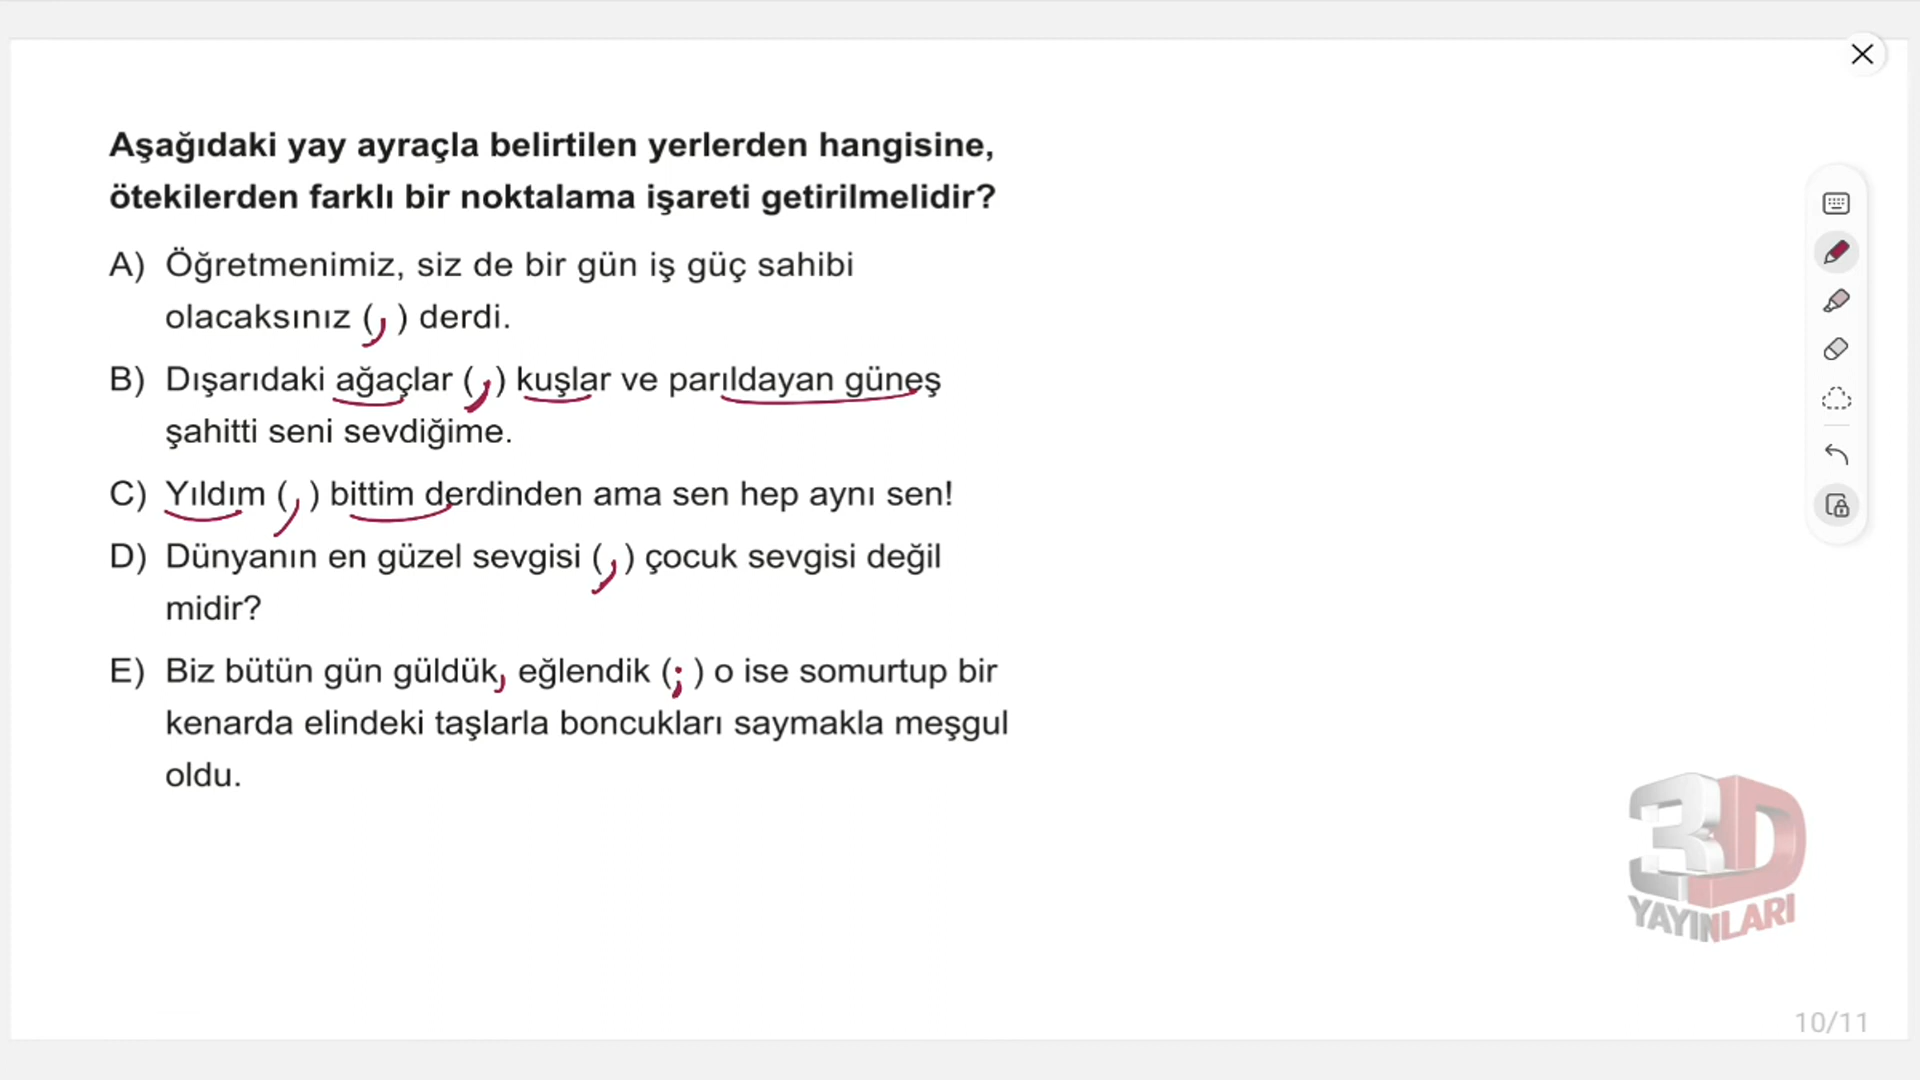 Aşağıdaki yay ayraçla belirtilen yerlerden hangisine,
ötekilerden farklı bir noktalama işareti getirilmelidir?
A) Öğretmenimiz, siz de bir gün iş güç sahibi
olacaksınız (, ) derdi.
B) Dışarıdaki ağaçlar (,) kuşlar ve parıldayan güneş
şahitti seni sevdiğime.
C) Yıldım (, ) bittim derdinden ama sen hep aynı sen!
D) Dünyanın en güzel sevgisi (,) çocuk sevgisi değil
midir?
E) Biz bütün gün güldük, eğlendik (; ) o ise somurtup bir
kenarda elindeki taşlarla boncukları saymakla meşgul
oldu.
3D
YAYINLARI
10/11